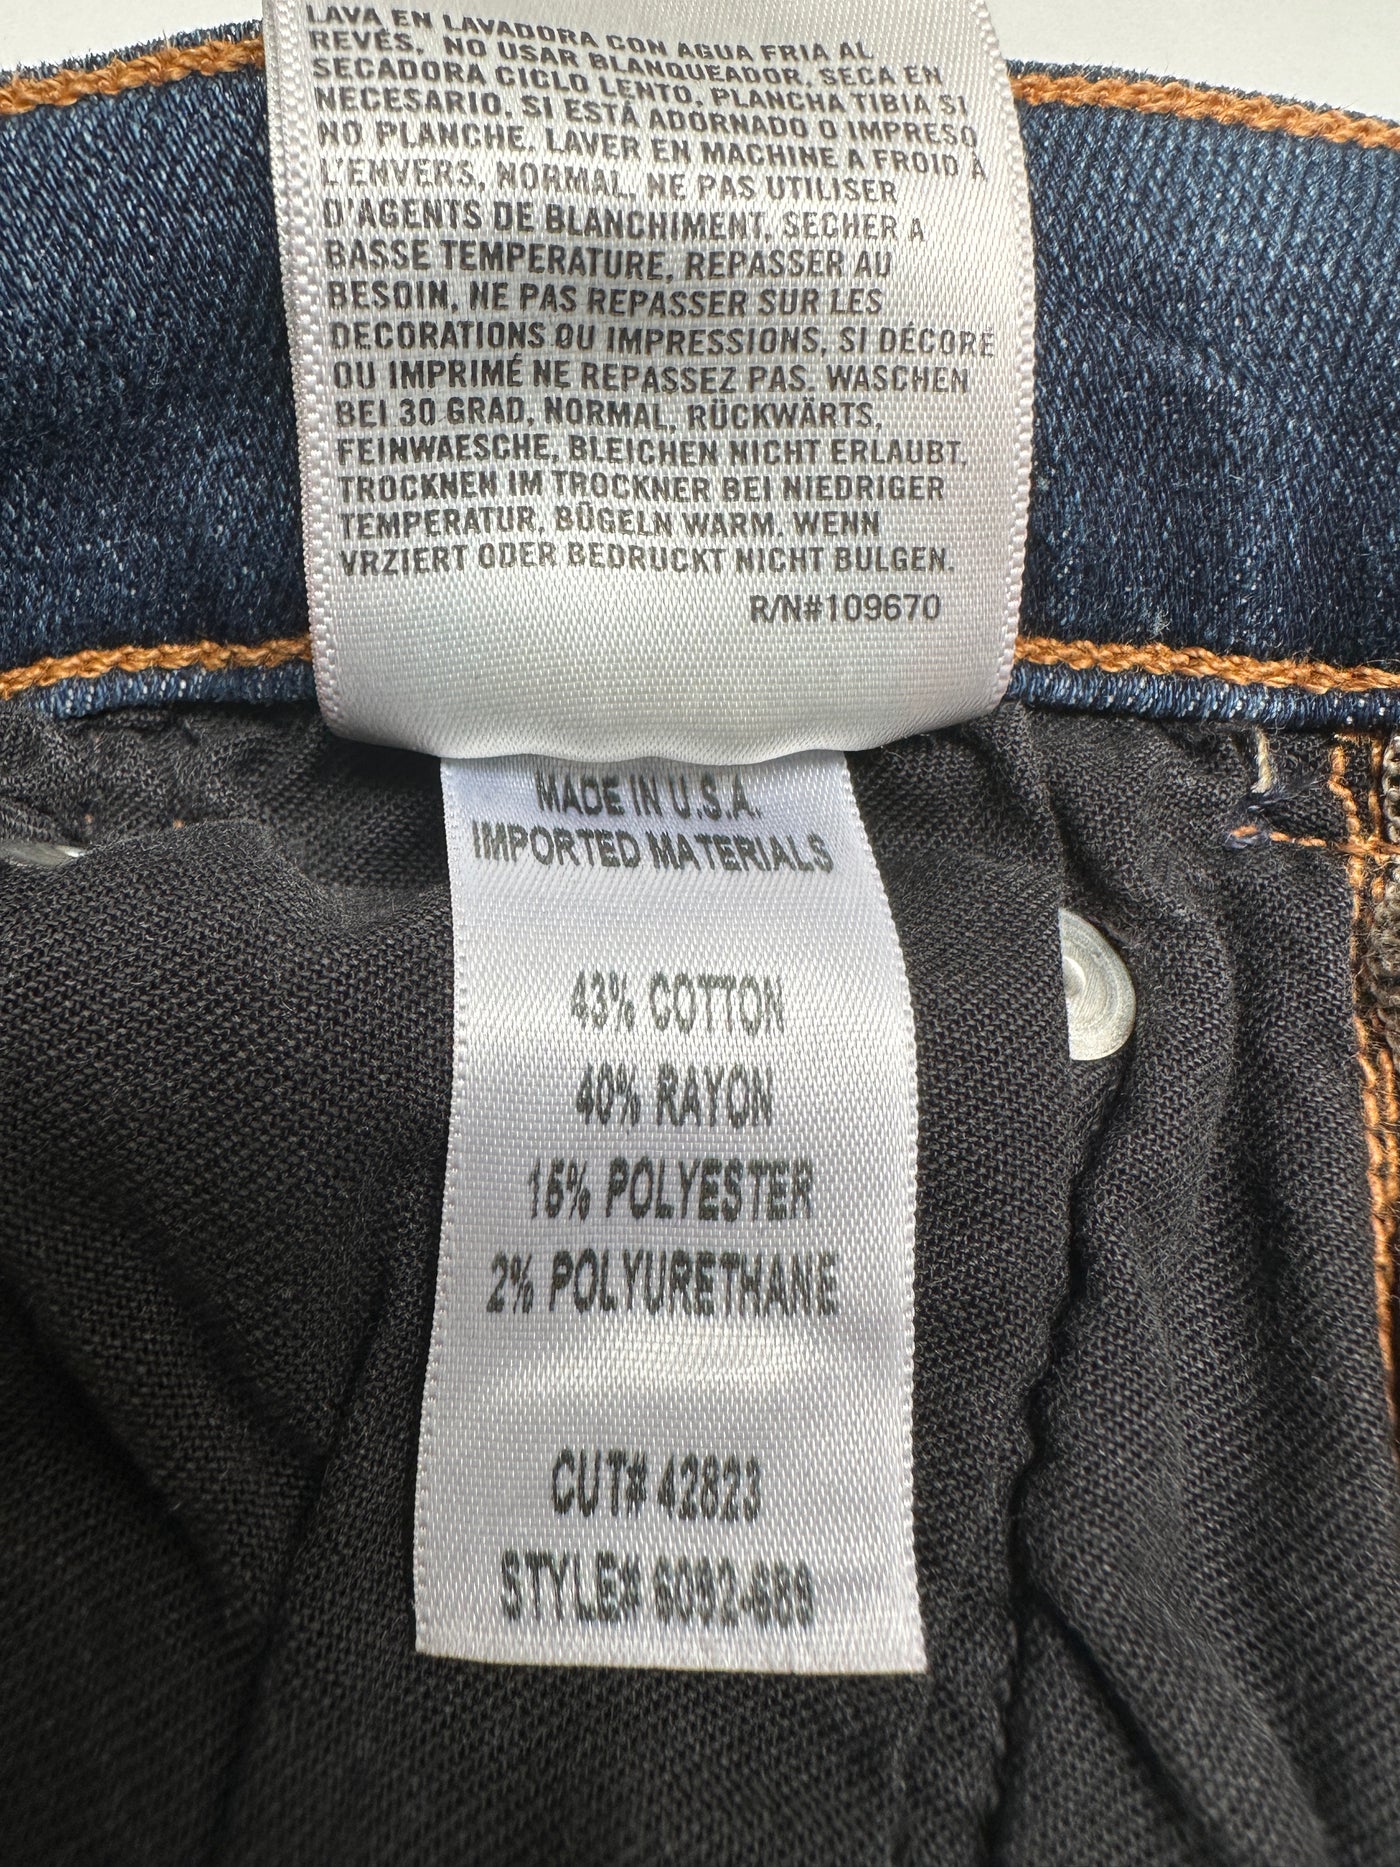 LAVA EN LAVADORA CON AGUA FRIA AL
REVÉS, NO USAR BLANQUEADOR, SECA EN
SECADORA CICLO LENTO, PLANCHA TIBIA SI
NECESARIO. SI ESTÁ ADORNADO O IMPRESO
NO PLANCHE. LAVER EN MACHINE A FROID À
L'ENVERS, NORMAL, NE PAS UTILISER
D'AGENTS DE BLANCHIMENT, SECHER A
BASSE TEMPERATURE, REPASSER AU
BESOIN, NE PAS REPASSER SUR LES
DECORATIONS OU IMPRESSIONS, SI DÉCORÉ
OU IMPRIMÉ NE REPASSEZ PAS. WASCHEN
BEI 30 GRAD, NORMAL, RÜCKWÄRTS,
FEINWAESCHE, BLEICHEN NICHT ERLAUBT,
TROCKNEN IM TROCKNER BEI NIEDRIGER
TEMPERATUR, BÜGELN WARM. WENN
VRZIERT ODER BEDRUCKT NICHT BULGEN.
R/N#109670
MADE IN U.S.A.
IMPORTED MATERIALS
43% COTTON
40% RAYON
15% POLYESTER
2% POLYURETHANE
CUT# 42823
STYLE# 6092-689